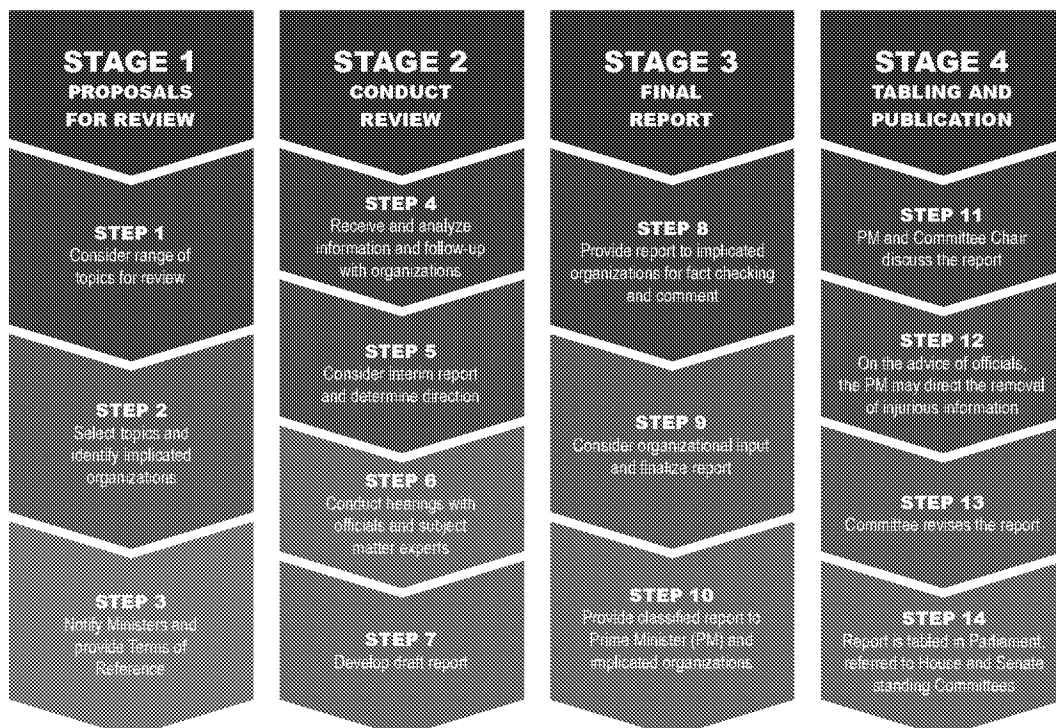 STAGE 1
PROPOSALS
FOR REVIEW
STEP 1
Consider range of
topics for review
STEP 2
Select topics and
identify implicated
organizations
STEP 3
Notify Ministers and
provide Terms of
Reference
STAGE 2
CONDUCT
REVIEW
STEP 4
Receive and analyze
information and follow-up
with organizations
STEP 5
Consider interim report
and determine direction
STEP 6
Conduct hearings with
officials and subject
matter experts
STEP 7
Develop draft report
STAGE 3
FINAL
REPORT
STEP 8
Provide report to implicated
organizations for fact checking
and comment
STEP 9
Consider organizational input
and finalize report
STEP 10
Provide classified report to
Prime Minister (PM) and
implicated organizations
STAGE 4
TABLING AND
PUBLICATION
STEP 11
PM and Committee Chair
discuss the report
STEP 12
On the advice of officials,
the PM may direct the removal
of injurious information
STEP 13
Committee revises the report
STEP 14
Report is tabled in Parliament,
referred to House and Senate
standing Committees